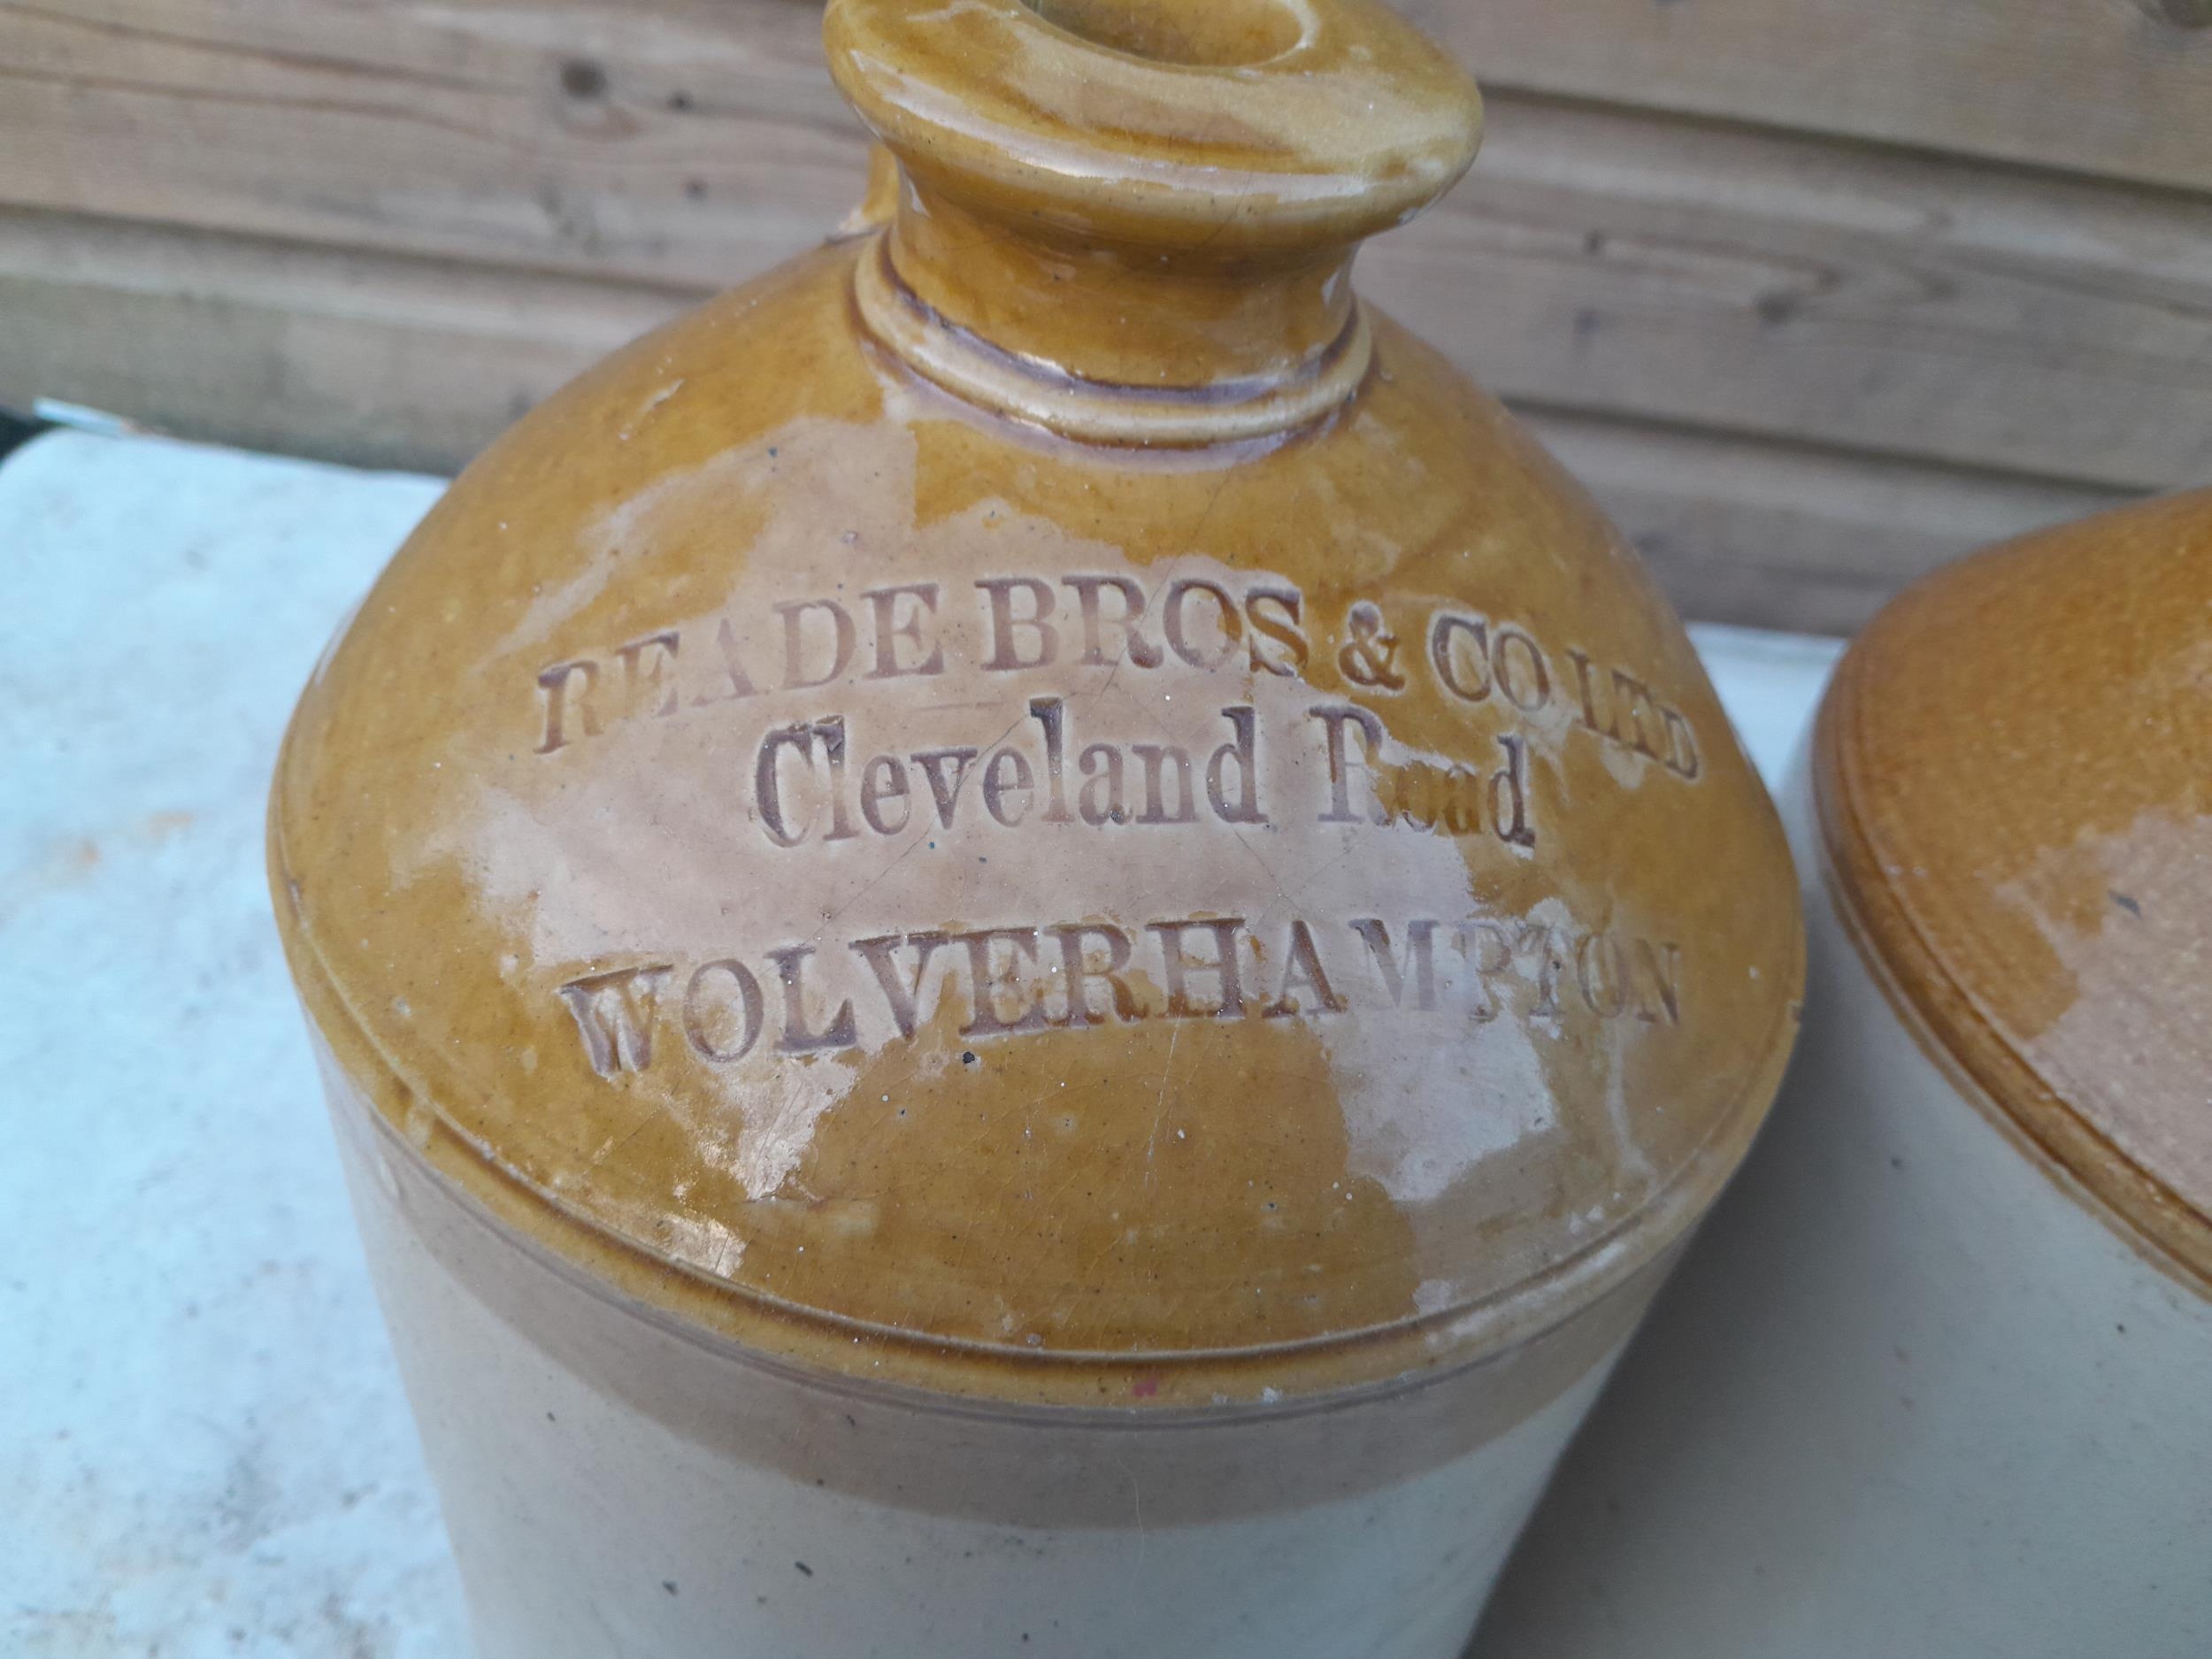 READE BROS & CO LTD
Cleveland Road
WOLVERHAMPTON